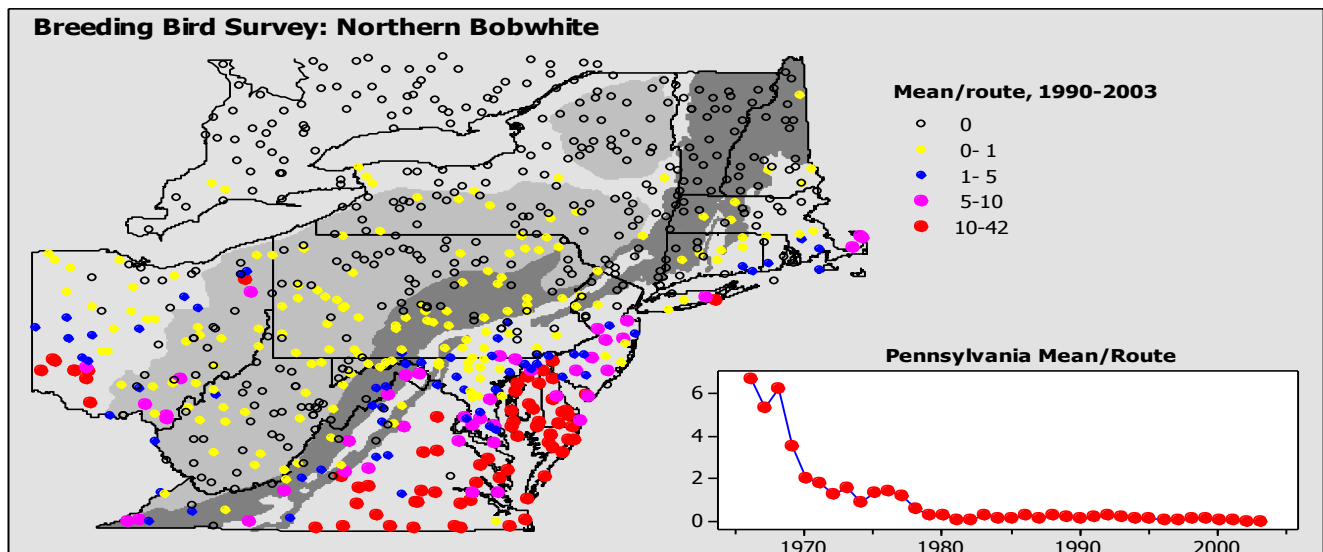 Breeding Bird Survey: Northern Bobwhite
Mean/route, 1990-2003
0
0- 1
1- 5
5-10
10-42
Pennsylvania Mean/Route
6
4
2
0
1970 1980 1990 2000